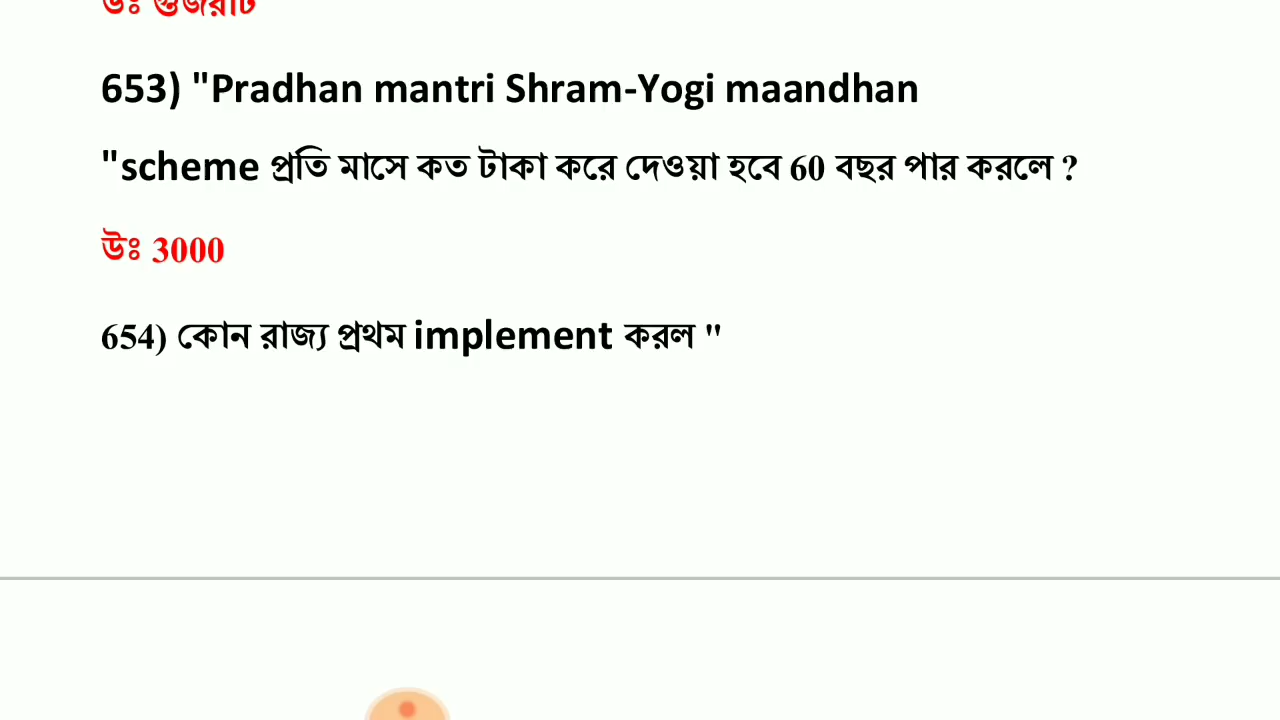 উঃ গুজরাট
653) "Pradhan mantri Shram-Yogi maandhan
"scheme প্রতি মাসে কত টাকা করে দেওয়া হবে 60 বছর পার করলে ?
উঃ 3000
654) কোন রাজ্য প্রথম implement করল "